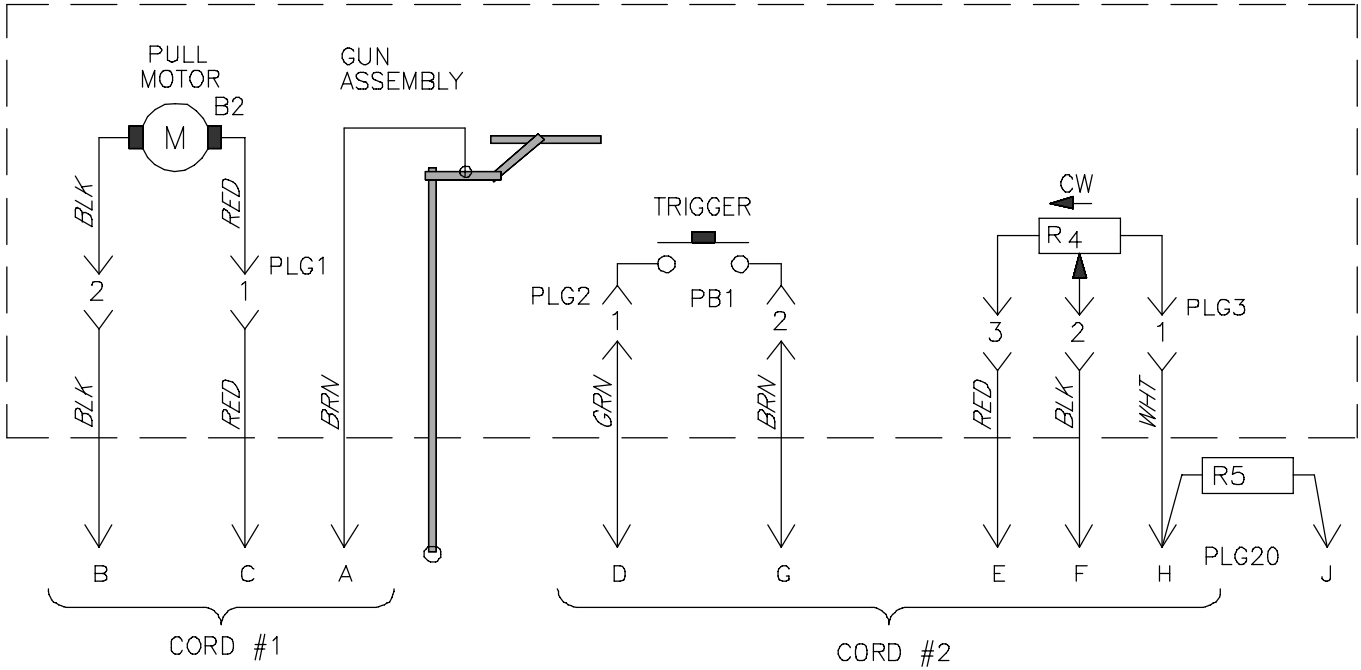 PULL
MOTOR
B2
M
GUN
ASSEMBLY
BLK
RED
PLG1
2
1
BLK
RED
BRN
TRIGGER
PLG2
PB1
1
2
GRN
BRN
CW
R4
PLG3
3
2
1
RED
BLK
WHT
R5
PLG20
B
C
A
D
G
E
F
H
J
CORD #1
CORD #2